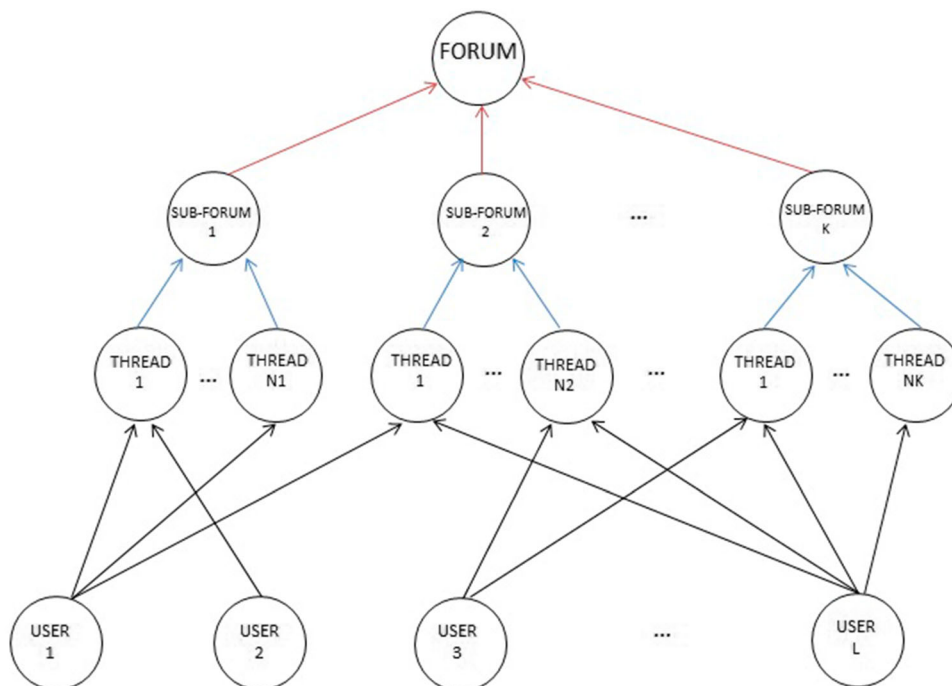 FORUM
SUB-FORUM
1
SUB-FORUM
2
...
SUB-FORUM
K
THREAD
1
...
THREAD
N1
THREAD
1
...
THREAD
N2
...
THREAD
1
...
THREAD
NK
USER
1
USER
2
USER
3
...
USER
L